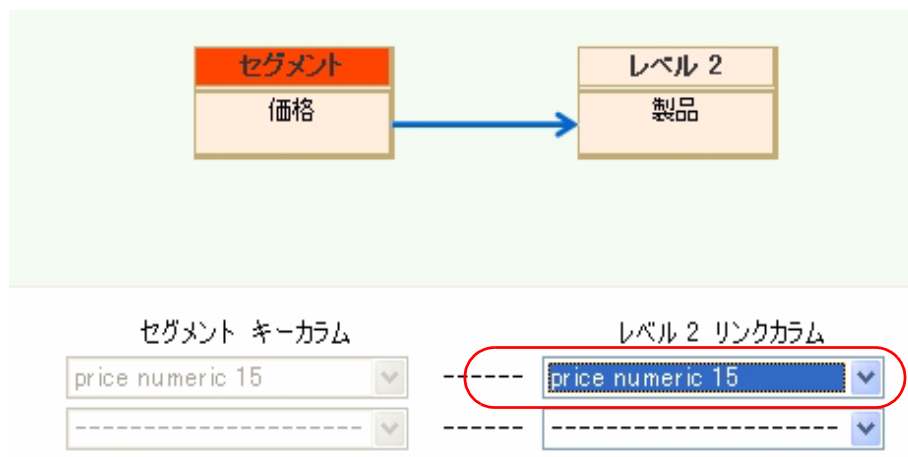 セグメント
レベル 2
価格
製品
セグメント キーカラム
レベル 2 リンクカラム
price numeric 15
------
price numeric 15
---------------------
------
---------------------